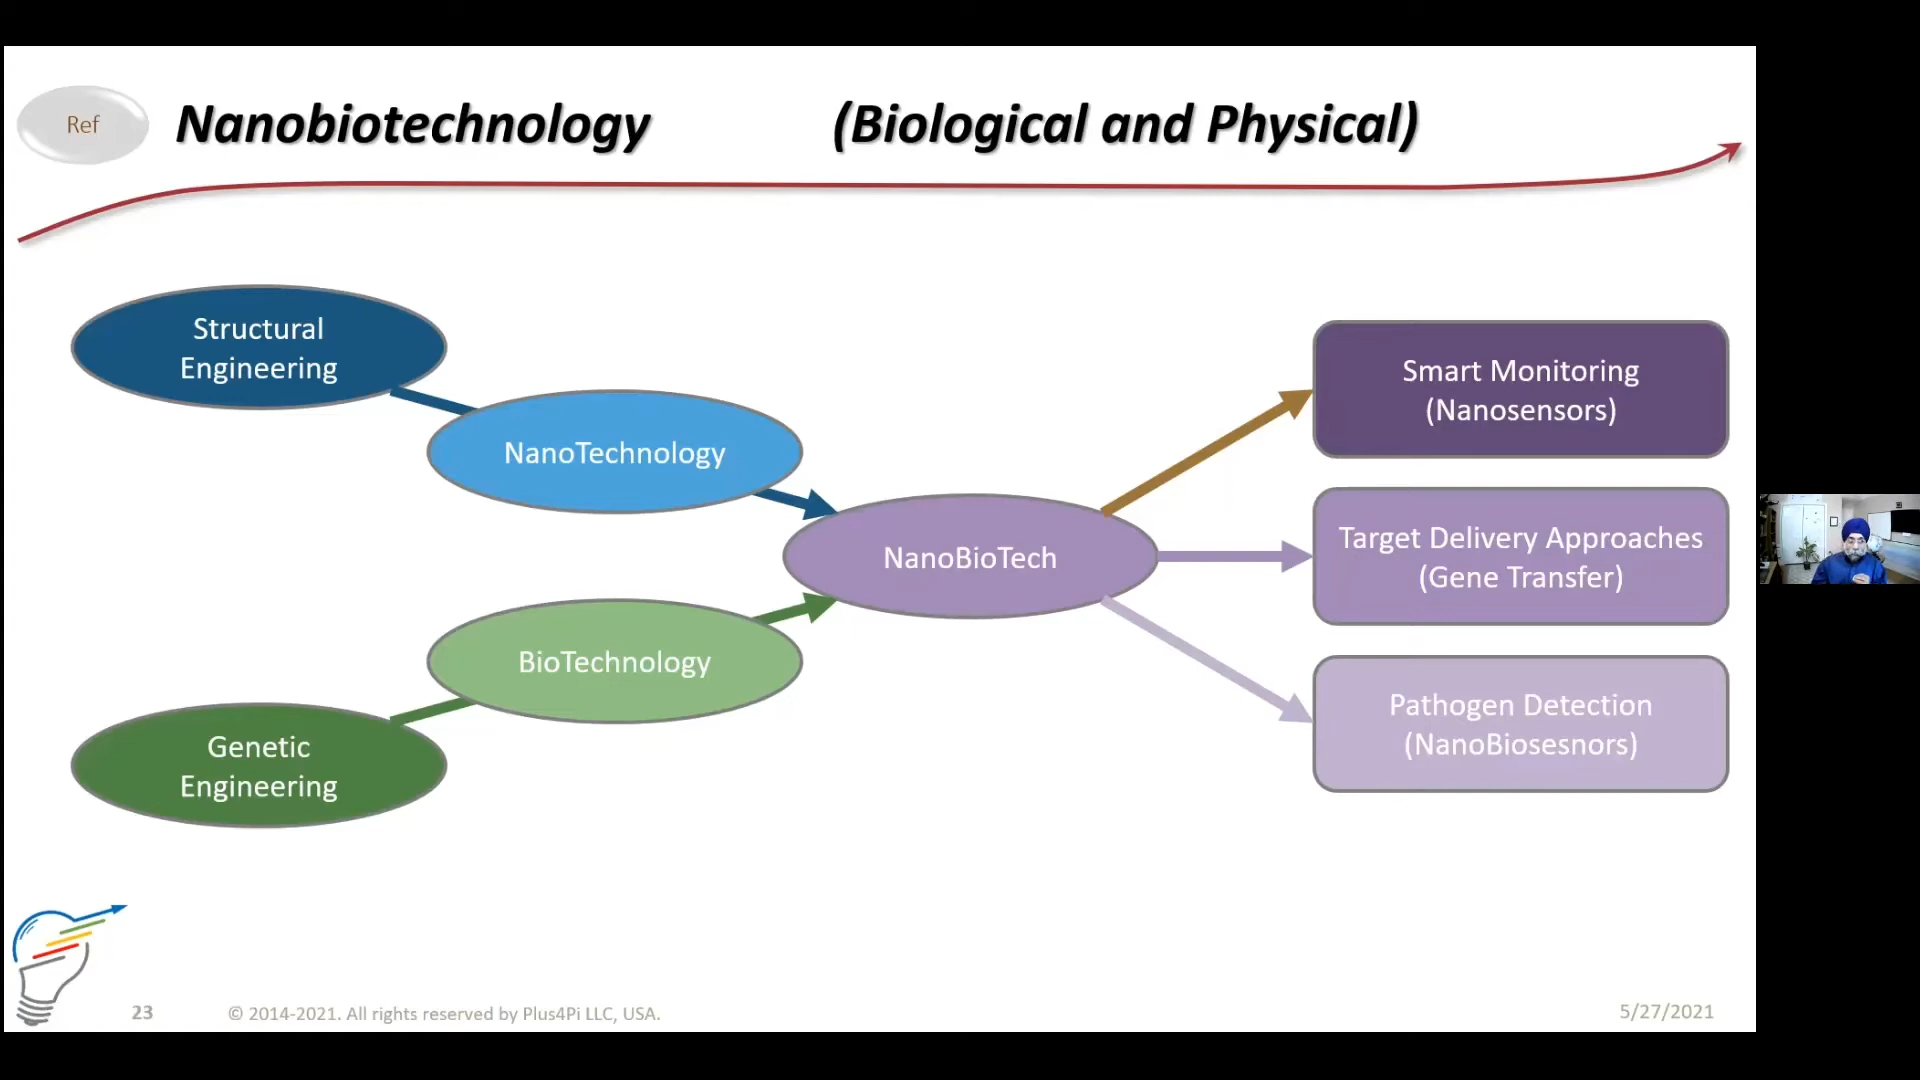 Ref
Nanobiotechnology (Biological and Physical)
Structural
Engineering
NanoTechnology
NanoBioTech
BioTechnology
Genetic
Engineering
Smart Monitoring
(Nanosensors)
Target Delivery Approaches
(Gene Transfer)
Pathogen Detection
(NanoBiosesnors)
23
© 2014-2021. All rights reserved by Plus4Pi LLC, USA.
5/27/2021